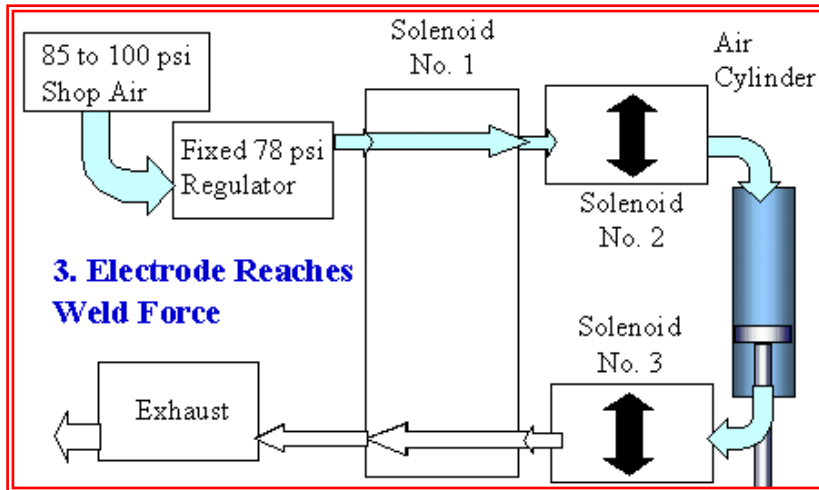 85 to 100 psi
Shop Air
Solenoid
No. 1
Air
Cylinder
Fixed 78 psi
Regulator
Solenoid
No. 2
3. Electrode Reaches
Weld Force
Solenoid
No. 3
Exhaust